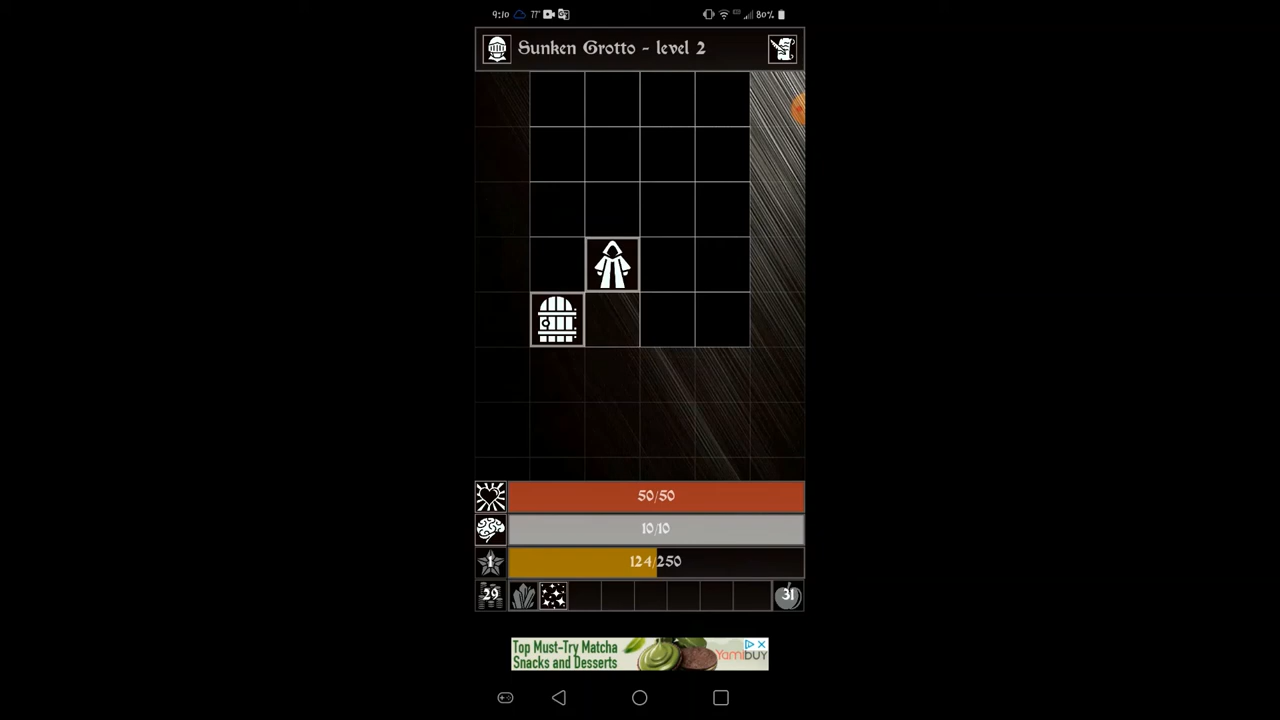 9:10 77° 80%
Sunken Grotto - level 2
50/50
10/10
124/250
29 31
Top Must-Try Matcha
Snacks and Desserts
YamiBUY